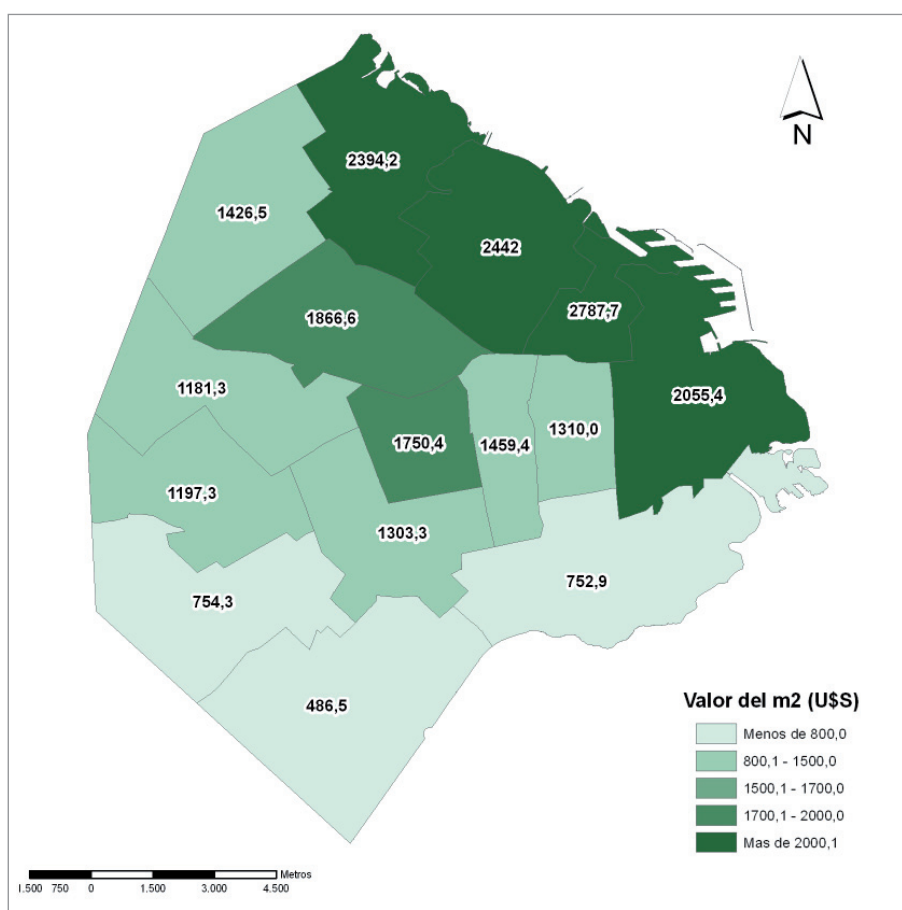 N
2394,2
1426,5
2442
2787,7
1866,6
1181,3
2055,4
1310,0
1459,4
1750,4
1197,3
1303,3
752,9
754,3
486,5
Valor del m2 (U$S)
Menos de 800,0
800,1 - 1500,0
1500,1 - 1700,0
1700,1 - 2000,0
Mas de 2000,1
Metros
1.500 750 0 1.500 3.000 4.500